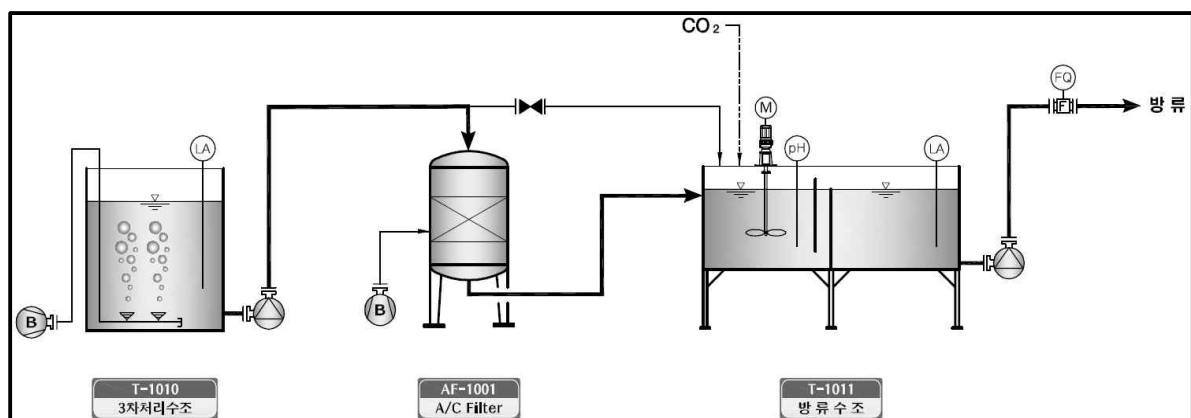 CO₂
FQ
F
방 류
M
LA
pH
LA
B
B
T-1010
3차처리수조
AF-1001
A/C Filter
T-1011
방 류 수 조